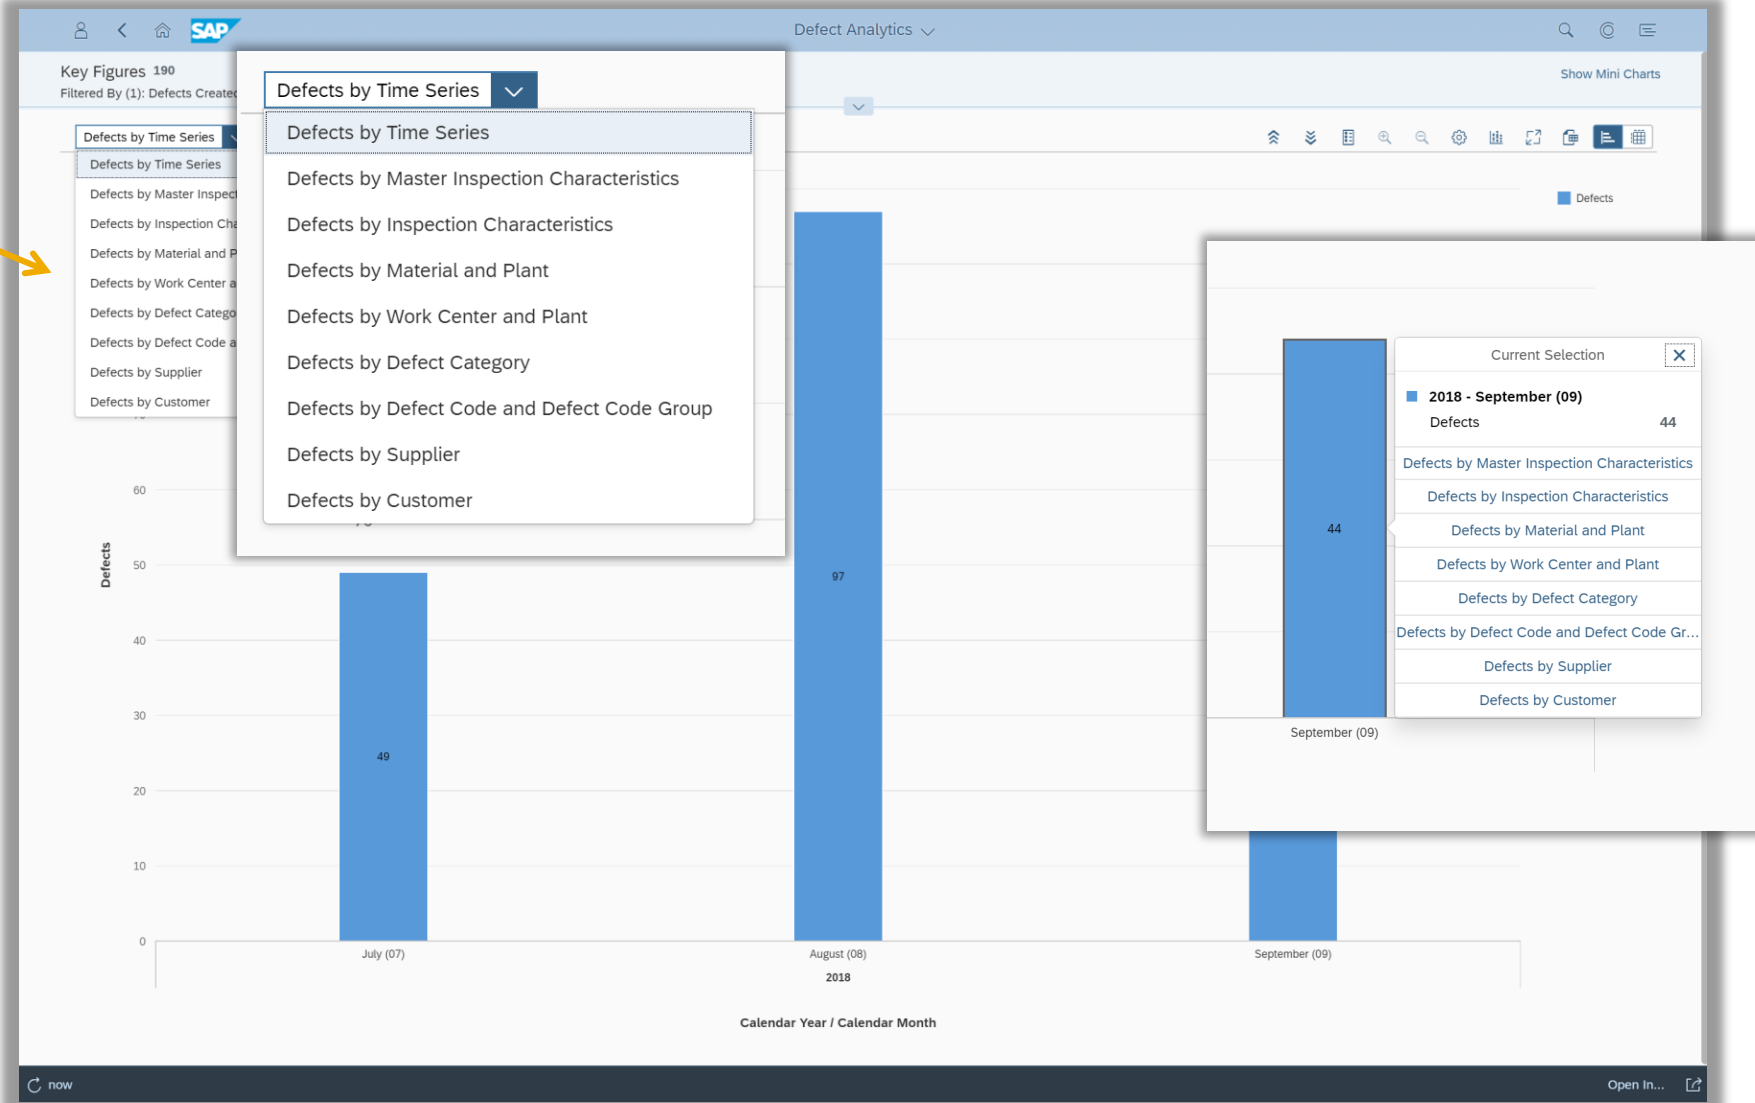 SAP
Defect Analytics
Key Figures 190
Filtered By (1): Defects Created
Show Mini Charts
Defects by Time Series
Defects by Time Series
Defects by Master Inspect
Defects by Inspection Cha
Defects by Material and P
Defects by Work Center a
Defects by Defect Catego
Defects by Defect Code a
Defects by Supplier
Defects by Customer
Defects by Time Series
Defects by Time Series
Defects by Master Inspection Characteristics
Defects by Inspection Characteristics
Defects by Material and Plant
Defects by Work Center and Plant
Defects by Defect Category
Defects by Defect Code and Defect Code Group
Defects by Supplier
Defects by Customer
Defects
Defects
60
50
40
30
20
10
0
49
97
July (07)
August (08)
September (09)
2018
Calendar Year / Calendar Month
44
September (09)
Current Selection
2018 - September (09)
Defects 44
Defects by Master Inspection Characteristics
Defects by Inspection Characteristics
Defects by Material and Plant
Defects by Work Center and Plant
Defects by Defect Category
Defects by Defect Code and Defect Code Gr...
Defects by Supplier
Defects by Customer
now
Open In...